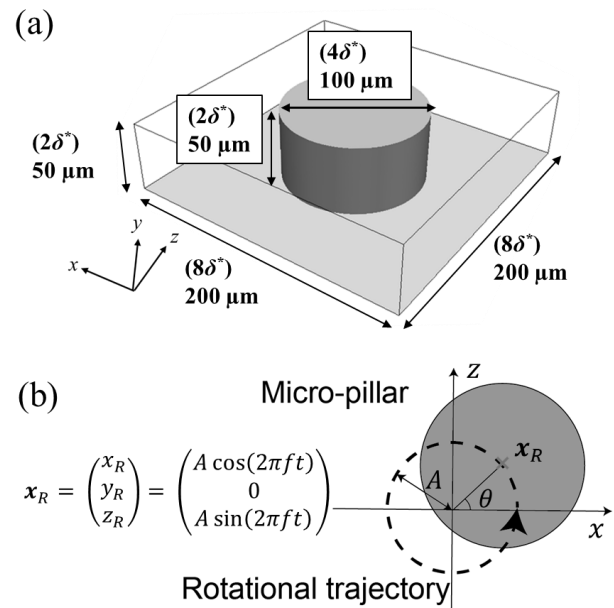 (a)
(4δ*)
100 μm
(2δ*)
50 μm
(2δ*)
50 μm
y
z
x
(8δ*)
200 μm
(8δ*)
200 μm
(b)
Micro-pillar
z
x_R = (x_R y_R z_R) = (A cos(2πft) 0 A sin(2πft))
x_R
A
θ
x
Rotational trajectory